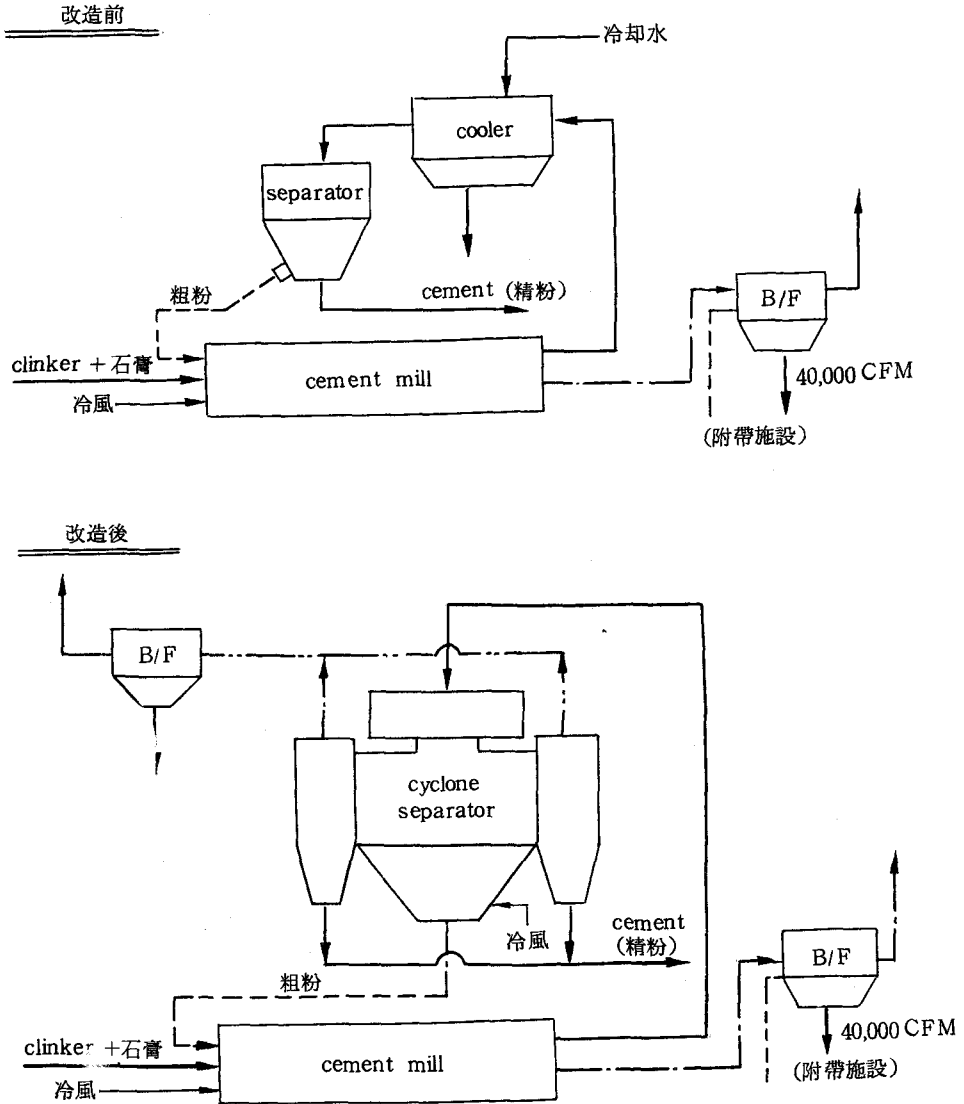 改造前
冷却水
cooler
separator
粗粉
cement (精粉)
B/F
clinker +石膏
cement mill
40,000 CFM
冷風
(附帶施設)
改造後
B/F
cyclone
separator
cement
(精粉)
冷風
B/F
粗粉
40,000 CFM
clinker +石膏
cement mill
(附帶施設)
冷風